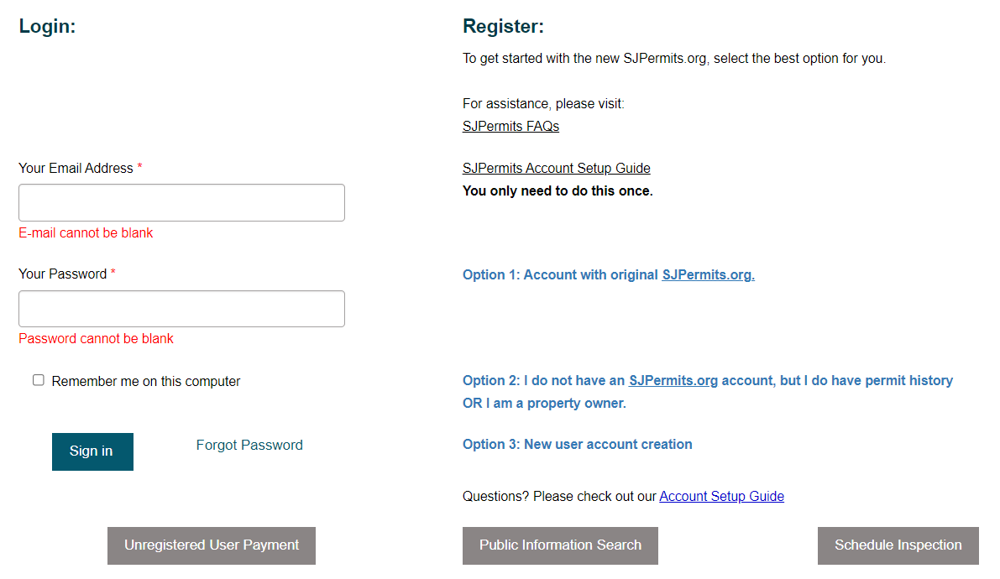 Login:
Your Email Address *
E-mail cannot be blank
Your Password *
Password cannot be blank
Remember me on this computer
Sign in
Forgot Password
Register:
To get started with the new SJPermits.org, select the best option for you.
For assistance, please visit:
SJPermits FAQs
SJPermits Account Setup Guide
You only need to do this once.
Option 1: Account with original SJPermits.org.
Option 2: I do not have an SJPermits.org account, but I do have permit history
OR I am a property owner.
Option 3: New user account creation
Questions? Please check out our Account Setup Guide
Unregistered User Payment
Public Information Search
Schedule Inspection